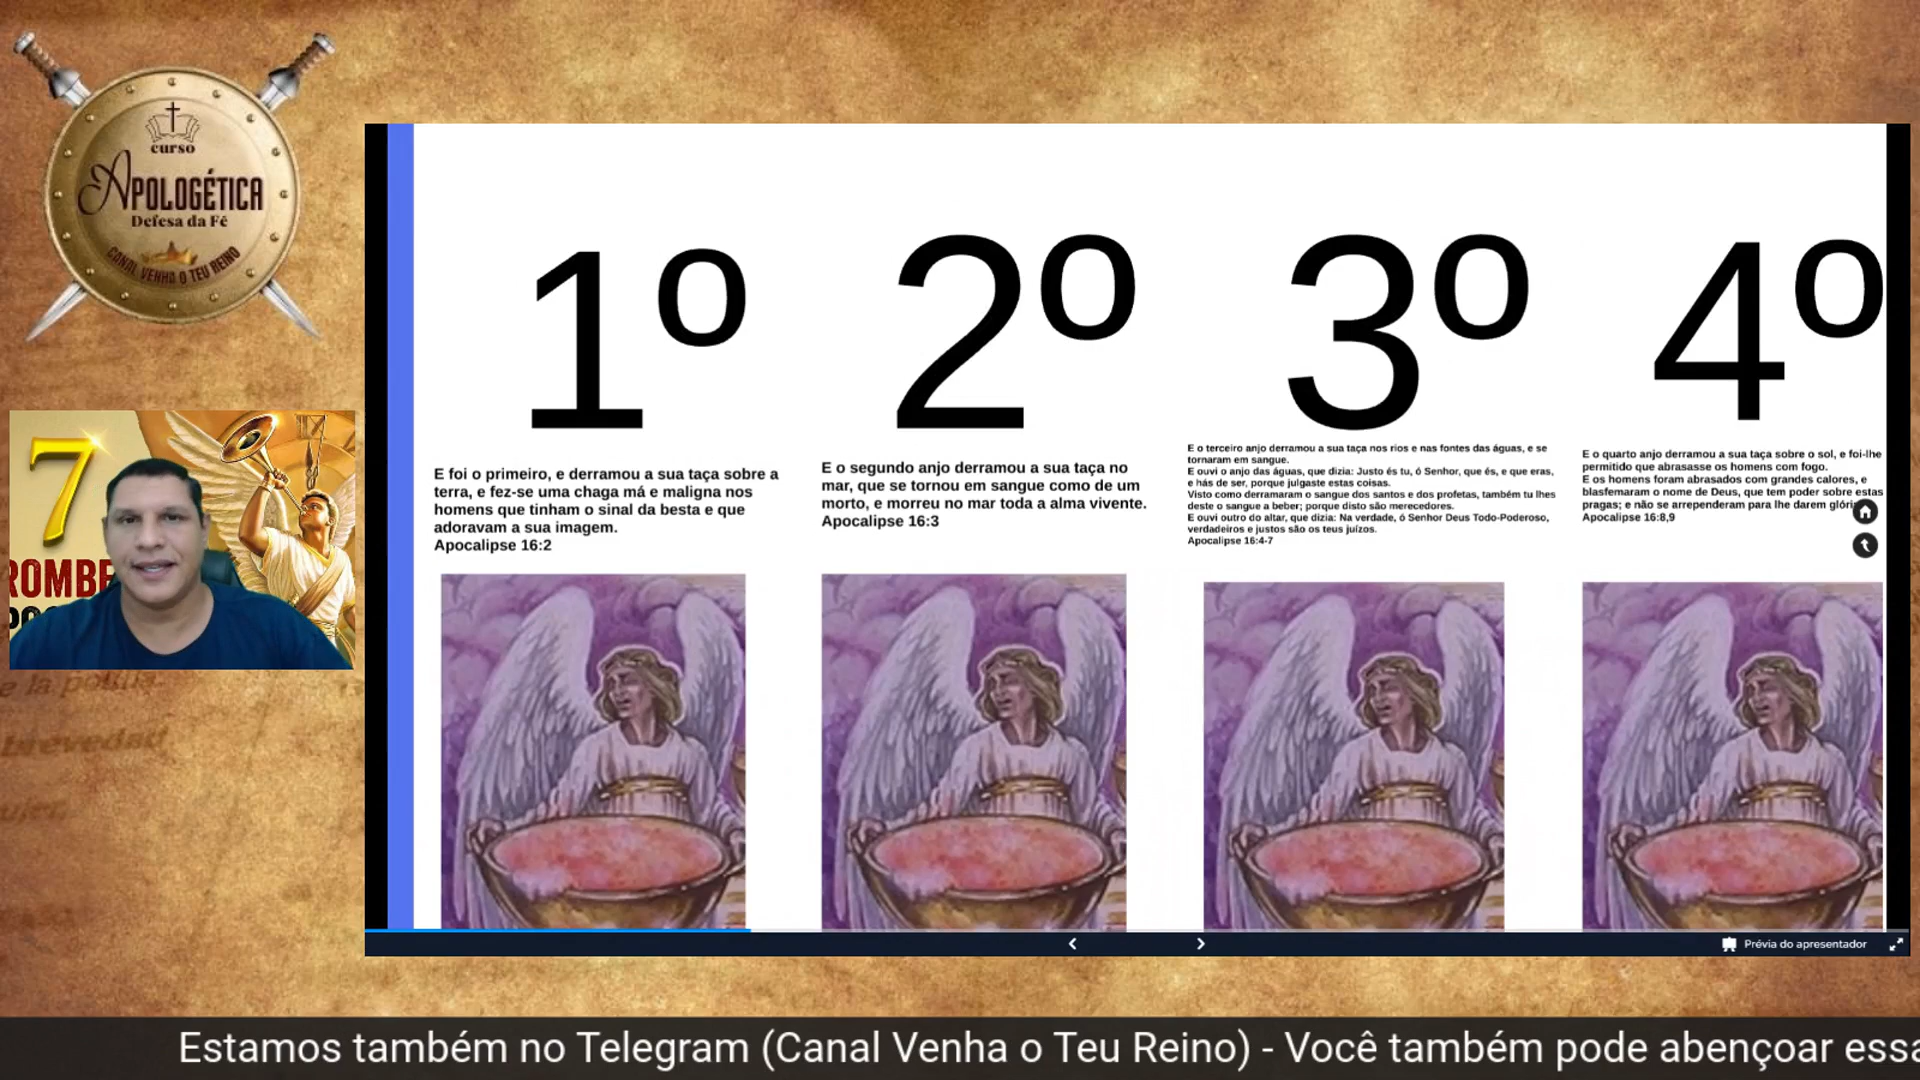 curso
APOLOGÉTICA
Defesa da Fé
CANAL VENHA O TEU REINO
7
ROMBE
1º
2º
3º
4º
E foi o primeiro, e derramou a sua taça sobre a
terra, e fez-se uma chaga má e maligna nos
homens que tinham o sinal da besta e que
adoravam a sua imagem.
Apocalipse 16:2
E o segundo anjo derramou a sua taça no
mar, que se tornou em sangue como de um
morto, e morreu no mar toda a alma vivente.
Apocalipse 16:3
E o terceiro anjo derramou a sua taça nos rios e nas fontes das águas, e se
tornaram em sangue.
E ouvi o anjo das águas, que dizia: Justo és tu, ó Senhor, que és, e que eras,
e hás de ser, porque julgaste estas coisas.
Visto como derramaram o sangue dos santos e dos profetas, também tu lhes
deste o sangue a beber; porque disto são merecedores.
E ouvi outro do altar, que dizia: Na verdade, ó Senhor Deus Todo-Poderoso,
verdadeiros e justos são os teus juízos.
Apocalipse 16:4-7
E o quarto anjo derramou a sua taça sobre o sol, e foi-lhe
permitido que abrasasse os homens com fogo.
E os homens foram abrasados com grandes calores, e
blasfemaram o nome de Deus, que tem poder sobre estas
pragas; e não se arrependeram para lhe darem glóri
Apocalipse 16:8,9
e la
brevedad
Prévia do apresentador
Estamos também no Telegram (Canal Venha o Teu Reino) - Você também pode abençoar essa